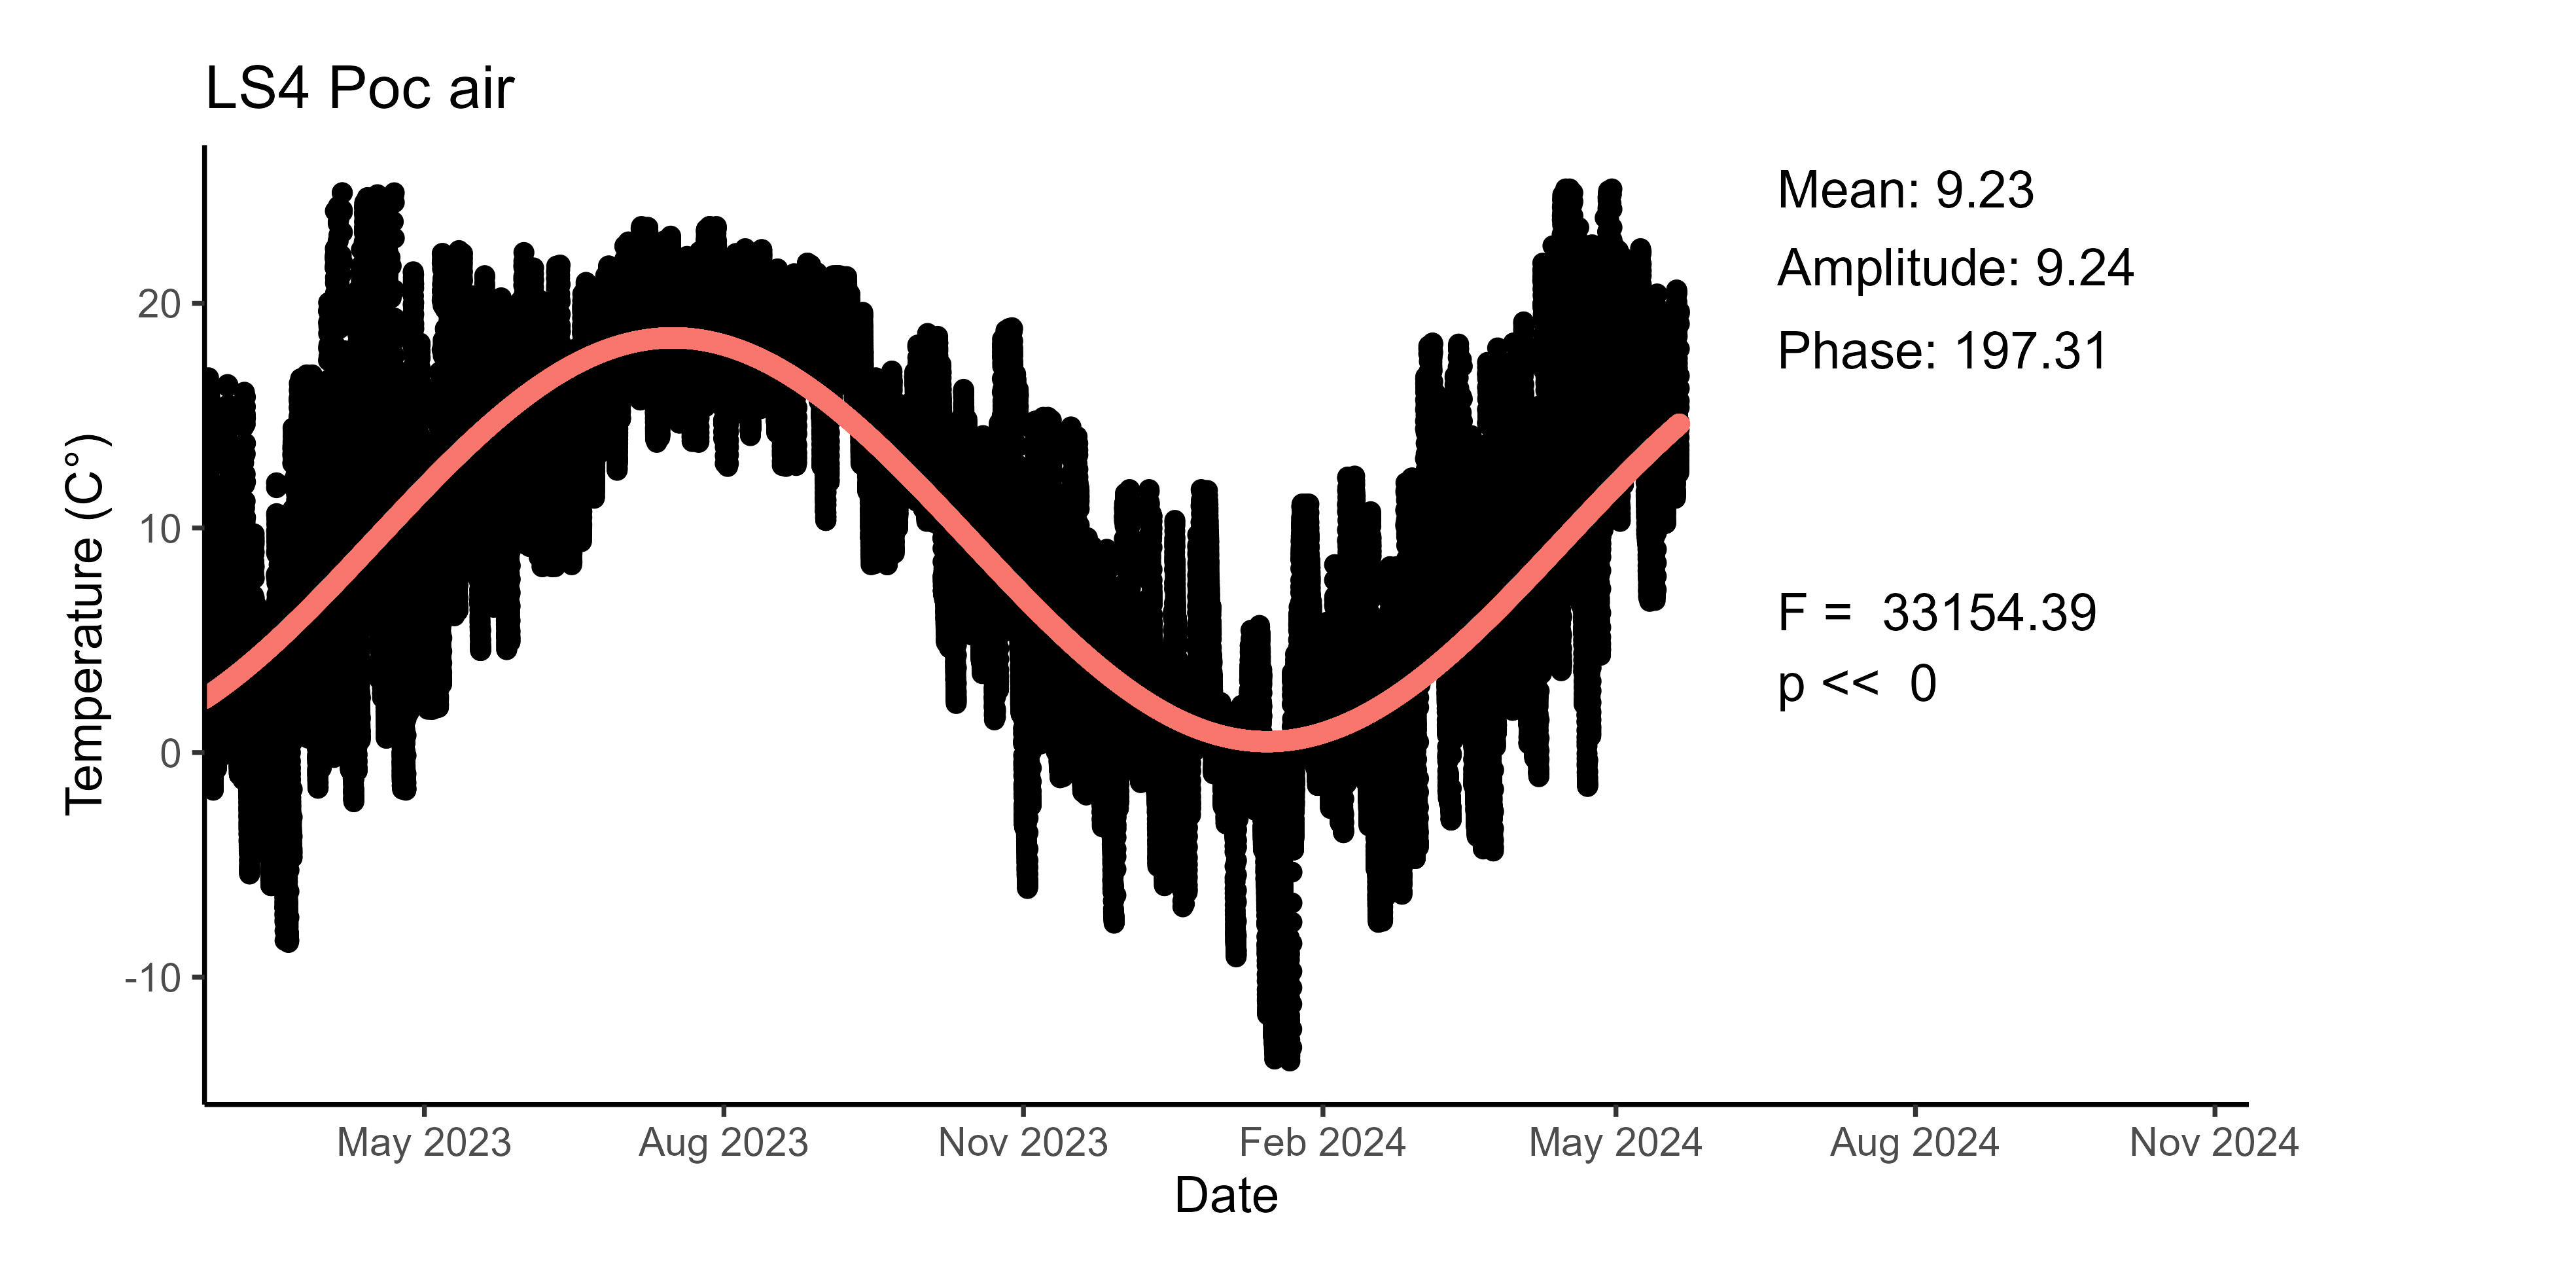 LS4 Poc air
Mean: 9.23
Amplitude: 9.24
Phase: 197.31
F =  33154.39
p <<  0
Temperature (C°)
20
10
0
-10
May 2023
Aug 2023
Nov 2023
Feb 2024
May 2024
Aug 2024
Nov 2024
Date